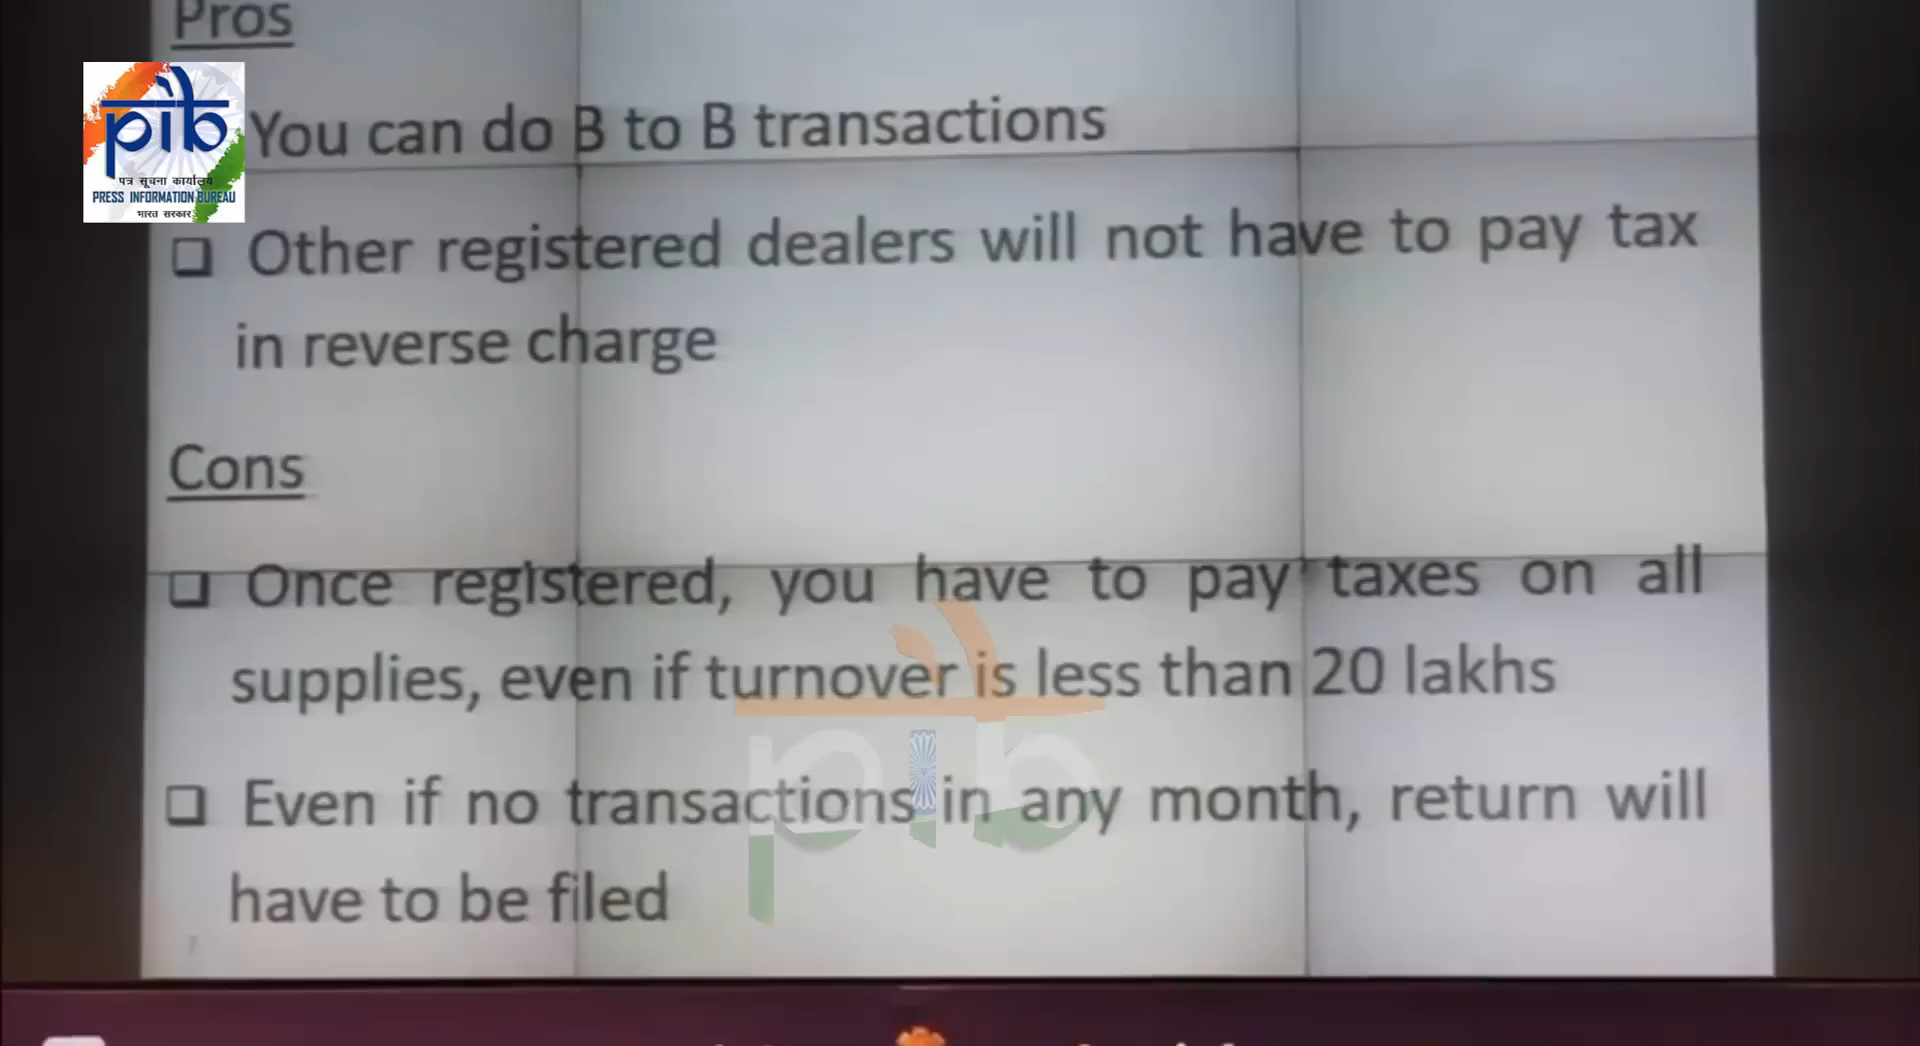 Pros
You can do B to B transactions
❑ Other registered dealers will not have to pay tax
in reverse charge
Cons
❑ Once registered, you have to pay taxes on all
supplies, even if turnover is less than 20 lakhs
❑ Even if no transactions in any month, return will
have to be filed
pib
पत्र सूचना कार्यालय
PRESS INFORMATION BUREAU
भारत सरकार
pib